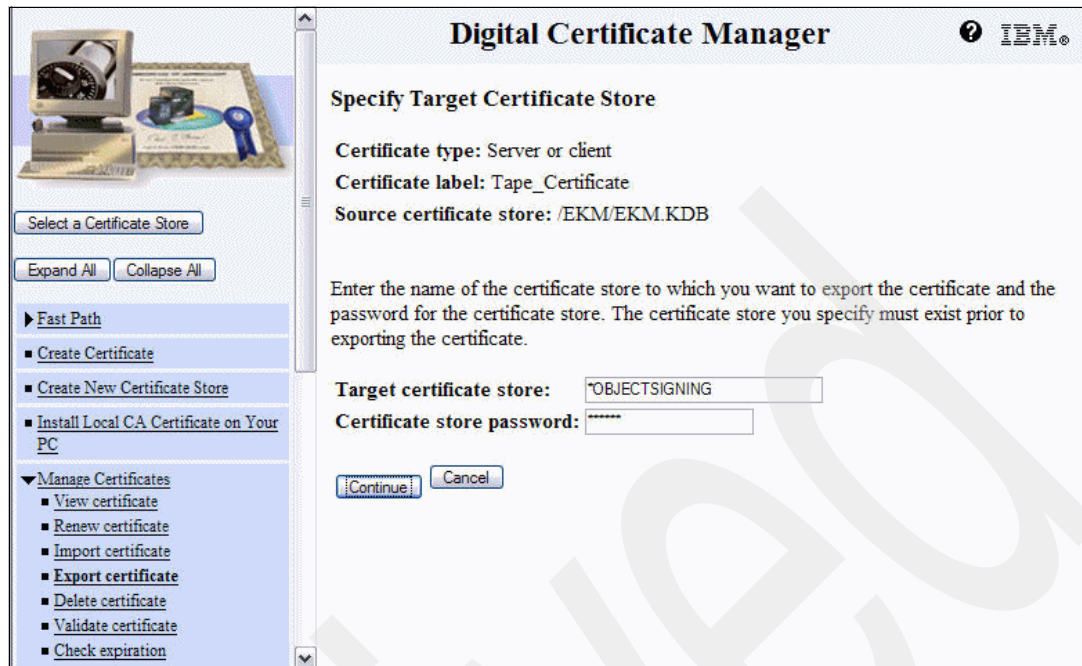 Digital Certificate Manager
IBM®
Select a Certificate Store
Expand All
Collapse All
Fast Path
Create Certificate
Create New Certificate Store
Install Local CA Certificate on Your
PC
Manage Certificates
View certificate
Renew certificate
Import certificate
Export certificate
Delete certificate
Validate certificate
Check expiration
Specify Target Certificate Store
Certificate type: Server or client
Certificate label: Tape_Certificate
Source certificate store: /EKM/EKM.KDB
Enter the name of the certificate store to which you want to export the certificate and the
password for the certificate store. The certificate store you specify must exist prior to
exporting the certificate.
Target certificate store: *OBJECTSIGNING
Certificate store password: ******
Continue
Cancel